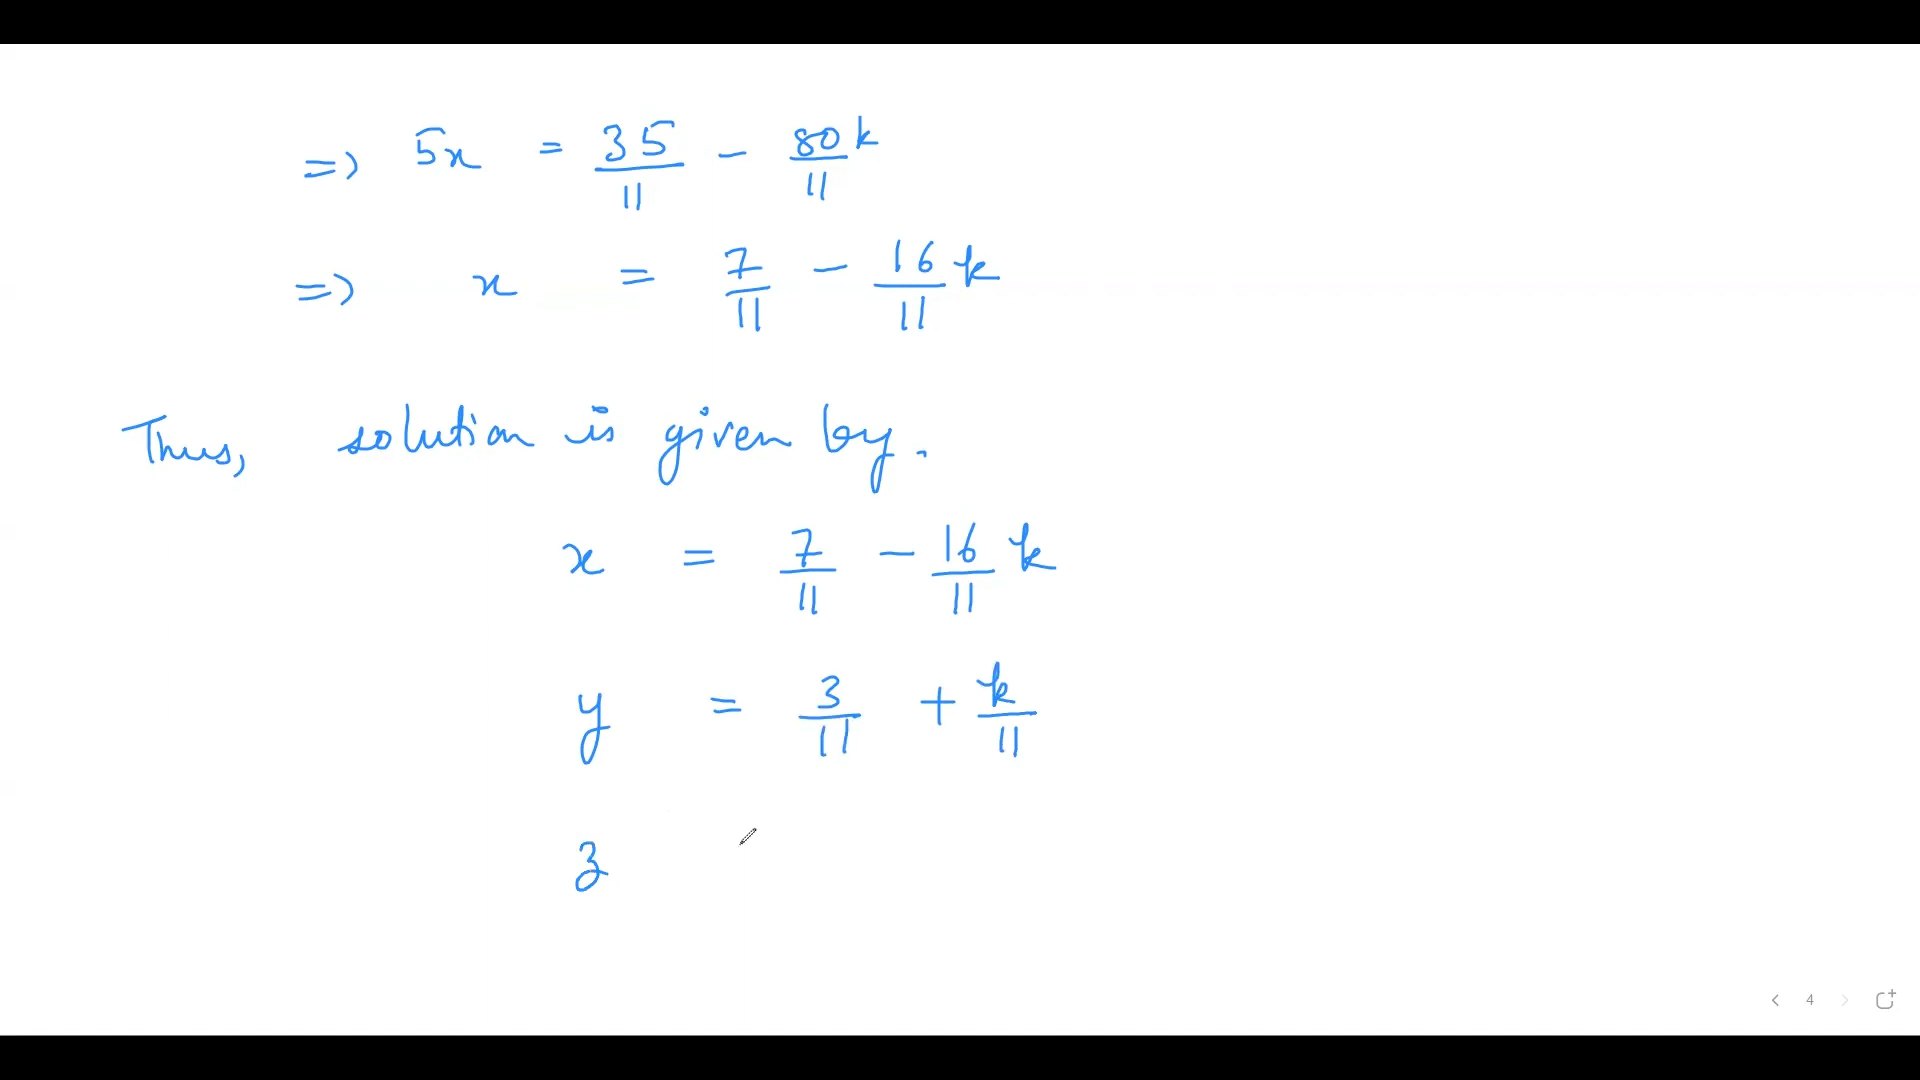 => 5x = 35/11 - 80k/11
=> x = 7/11 - 16/11 k
Thus, solution is given by.
x = 7/11 - 16/11 k
y = 3/11 + k/11
z
4